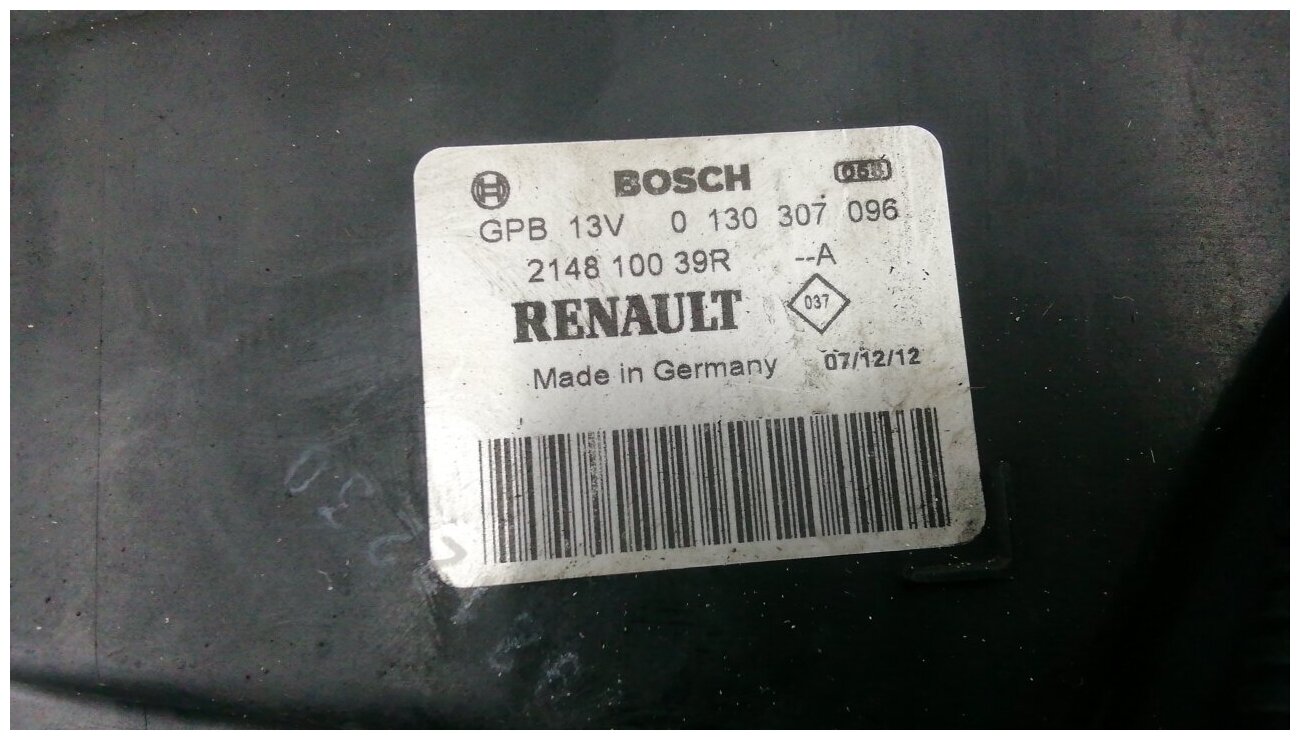 BOSCH
GPB 13V 0 130 307 096
2148 100 39R --A
RENAULT 037
Made in Germany 07/12/12